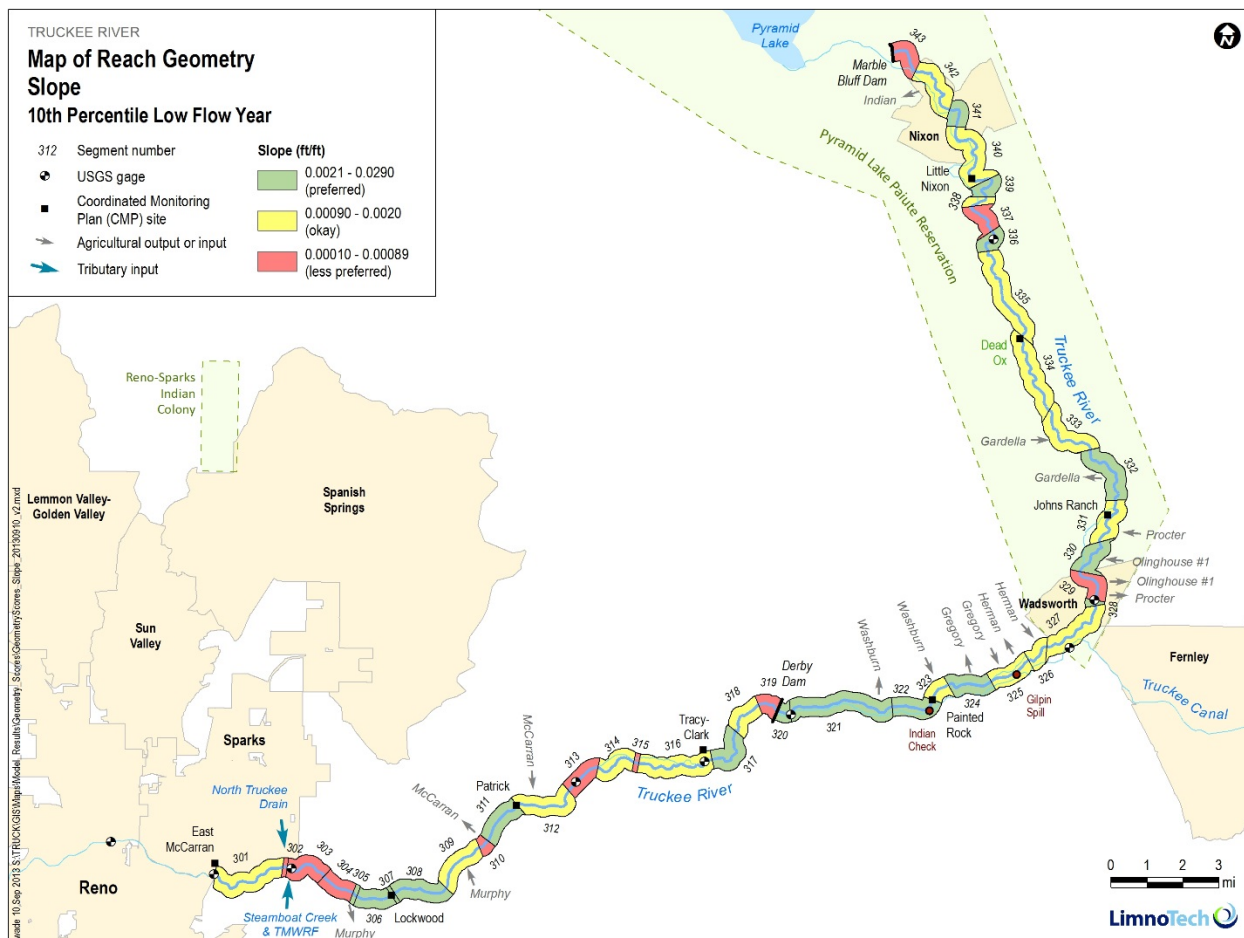 TRUCKEE RIVER
Map of Reach Geometry
Slope
10th Percentile Low Flow Year
312 Segment number
USGS gage
Coordinated Monitoring
Plan (CMP) site
Agricultural output or input
Tributary input
Slope (ft/ft)
0.0021 - 0.0290
(preferred)
0.00090 - 0.0020
(okay)
0.00010 - 0.00089
(less preferred)
Pyramid
Lake
N
343
Marble
Bluff Dam
342
Indian
341
Nixon
340
Pyramid Lake Paiute Reservation
Little
Nixon
339
338
337
336
335
Dead
Ox
334
Truckee River
333
Gardella
332
Gardella
Johns Ranch
331
Procter
330
Olinghouse #1
Olinghouse #1
329
Procter
Wadsworth
328
327
Herman
Herman
Gregory
Gregory
Washburn
Washburn
326
325
Gilpin
Spill
324
323
Painted
Rock
Indian
Check
322
321
320
Derby
Dam
319
318
317
Tracy-
Clark
316
315
314
313
Truckee River
McCarran
312
Patrick
311
McCarran
310
309
Murphy
308
307
Lockwood
306
305
304
Murphy
303
302
301
North Truckee
Drain
Steamboat Creek
& TMWRF
East
McCarran
Reno
Sparks
Sun
Valley
Spanish
Springs
Lemmon Valley-
Golden Valley
Reno-Sparks
Indian
Colony
Fernley
Truckee Canal
0 1 2 3
mi
LimnoTech